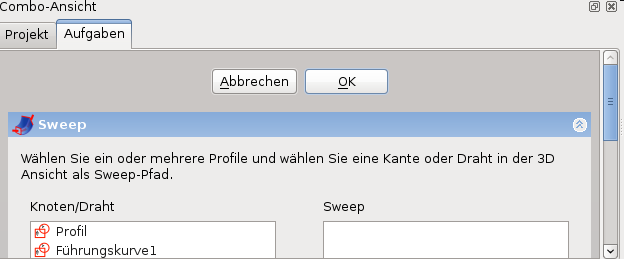 Combo-Ansicht
Projekt Aufgaben
Abbrechen OK
Sweep
Wählen Sie ein oder mehrere Profile und wählen Sie eine Kante oder Draht in der 3D
Ansicht als Sweep-Pfad.
Knoten/Draht Sweep
Profil
Führungskurve1